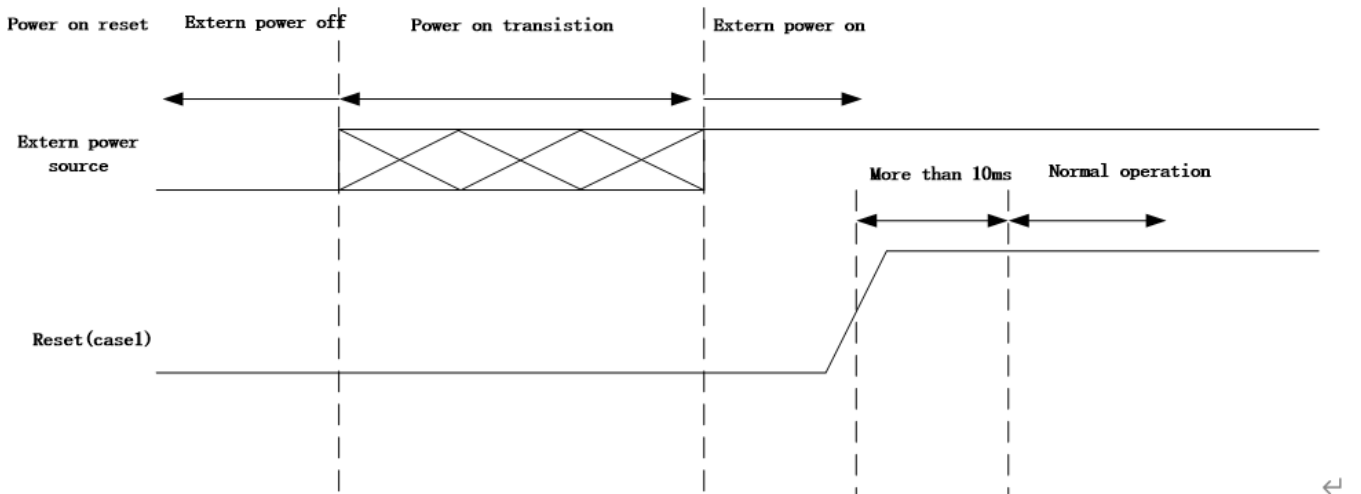 Power on reset
Extern power off
Power on transistion
Extern power on
Extern power
source
More than 10ms
Normal operation
Reset(case1)